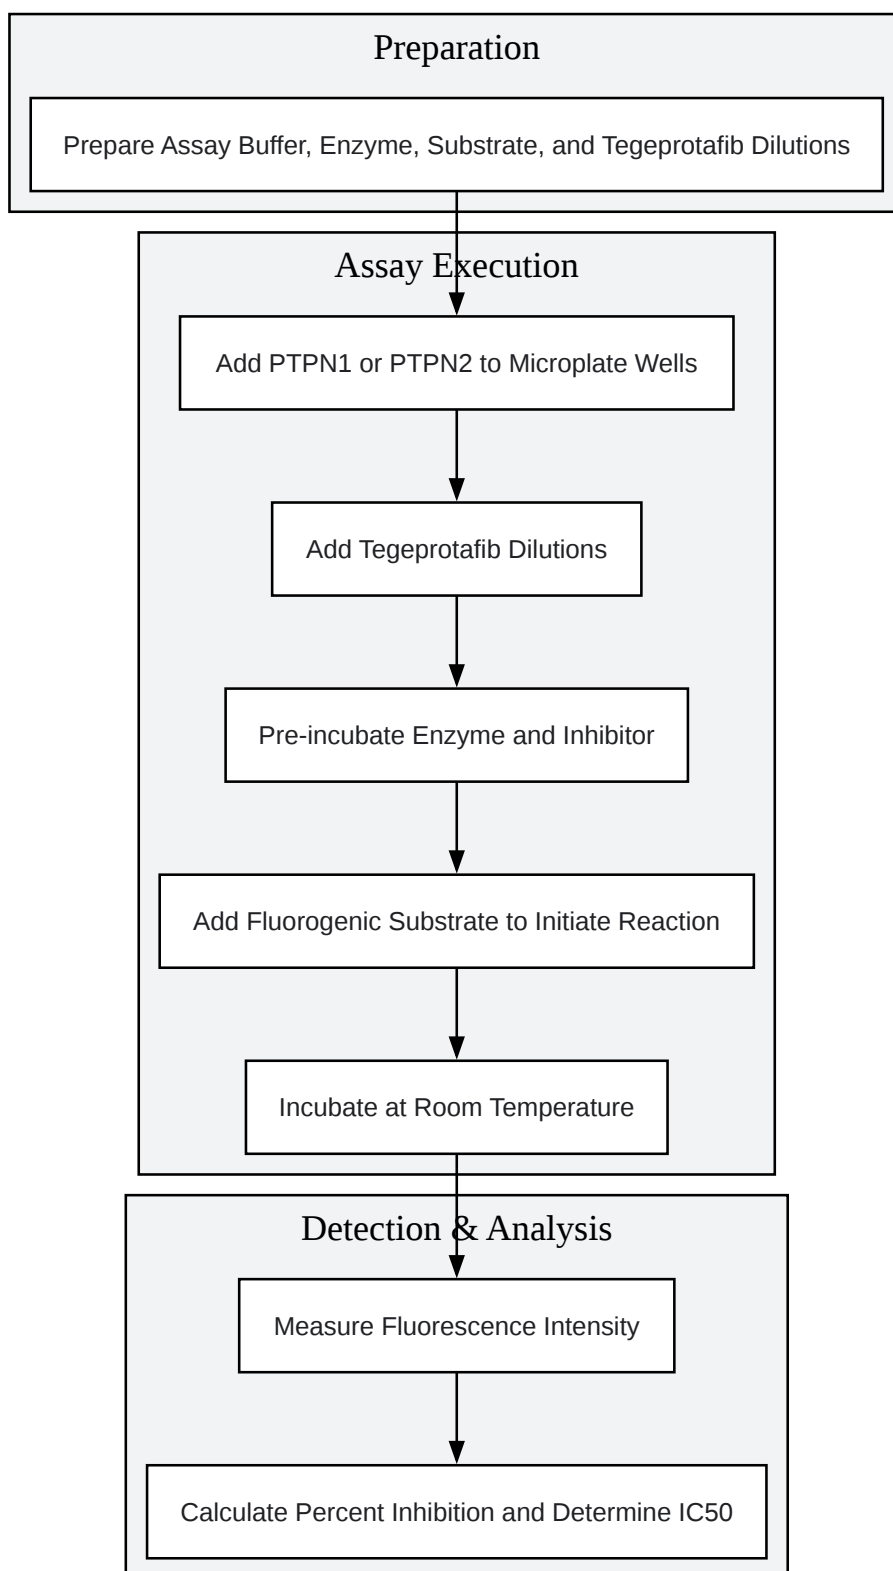 Preparation
Prepare Assay Buffer, Enzyme, Substrate, and Tegeprotafib Dilutions
Assay Execution
Add PTPN1 or PTPN2 to Microplate Wells
Add Tegeprotafib Dilutions
Pre-incubate Enzyme and Inhibitor
Add Fluorogenic Substrate to Initiate Reaction
Incubate at Room Temperature
Detection & Analysis
Measure Fluorescence Intensity
Calculate Percent Inhibition and Determine IC50